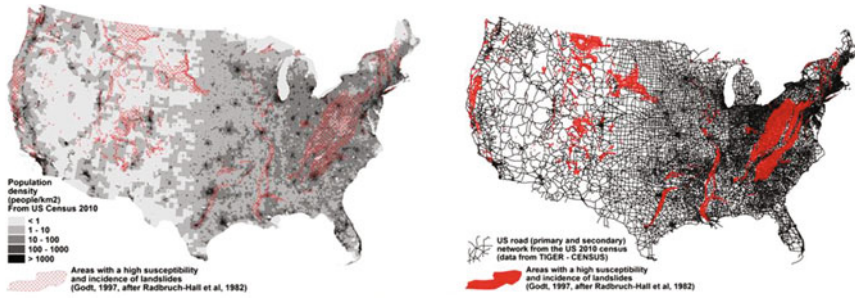 Population
density
(people/km2)
From US Census 2010
< 1
1 - 10
10 - 100
100 - 1000
> 1000
Areas with a high susceptibility
and incidence of landslides
(Godt, 1997, after Radbruch-Hall et al, 1982)
US road (primary and secondary)
network from the US 2010 census
(data from TIGER - CENSUS)
Areas with a high susceptibility
and incidence of landslides
(Godt, 1997, after Radbruch-Hall et al, 1982)